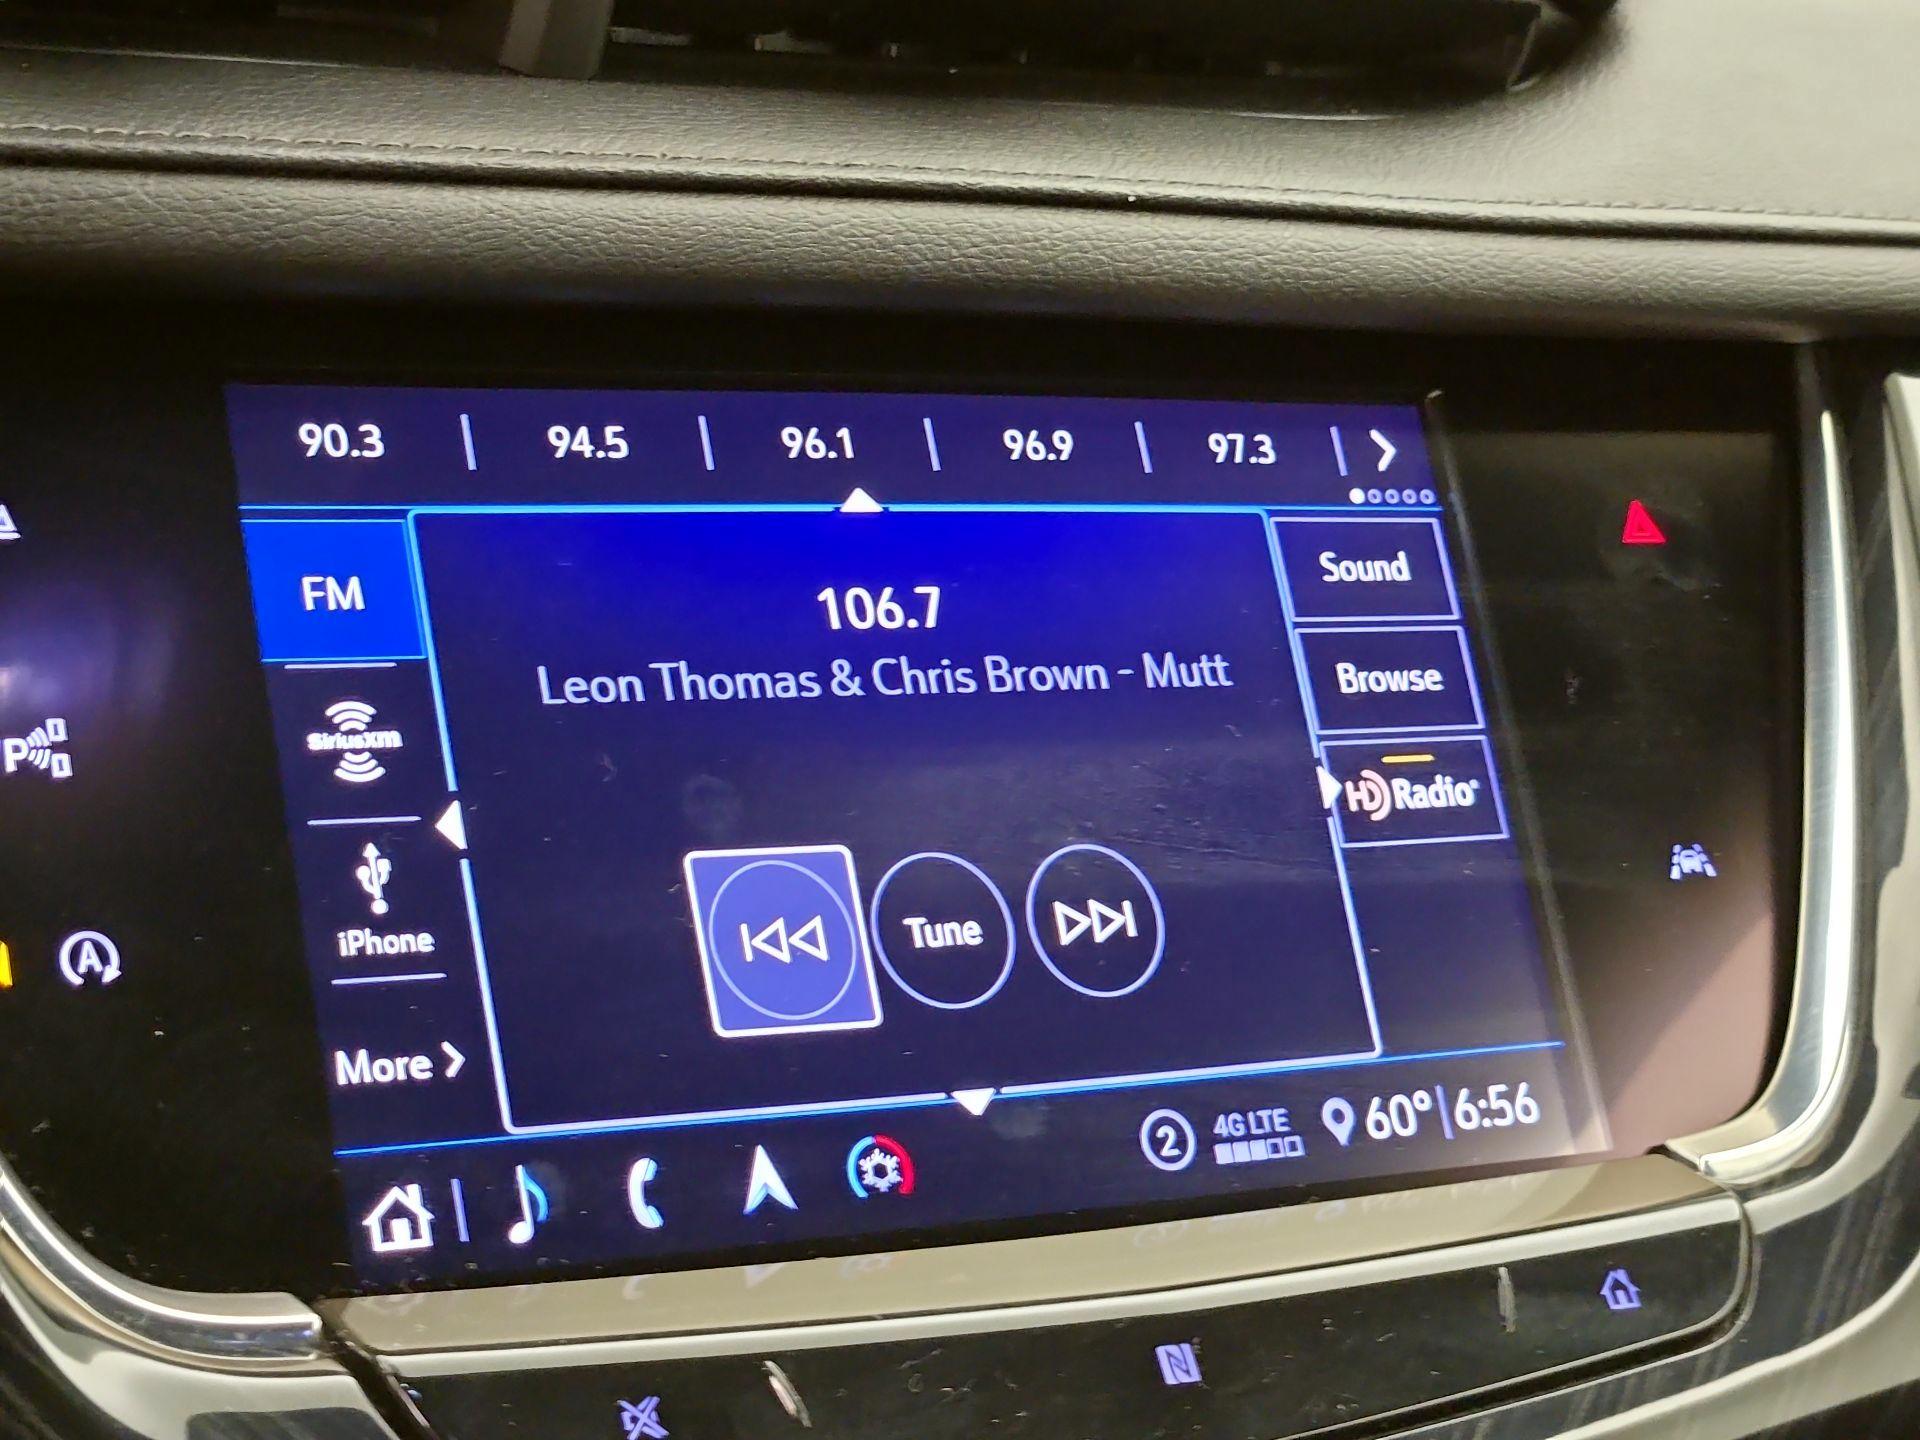 90.3 94.5 96.1 96.9 97.3
FM
106.7
Sound
Leon Thomas & Chris Brown - Mutt
Browse
SiriusXM
HD Radio
iPhone
Tune
More
2 4G LTE 60° 6:56
P
A
N